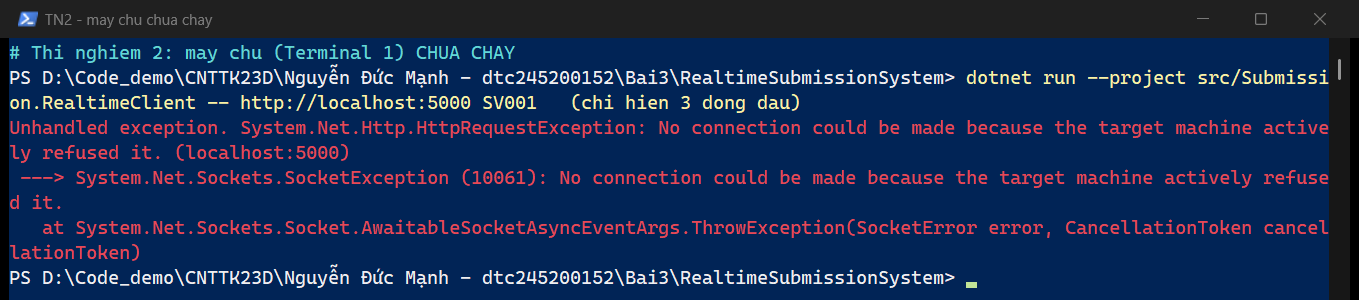 TN2 - may chu chua chay
# Thi nghiem 2: may chu (Terminal 1) CHUA CHAY
PS D:\Code_demo\CNTTK23D\Nguyễn Đức Mạnh - dtc245200152\Bai3\RealtimeSubmissionSystem> dotnet run --project src/Submissi
on.RealtimeClient -- http://localhost:5000 SV001   (chi hien 3 dong dau)
Unhandled exception. System.Net.Http.HttpRequestException: No connection could be made because the target machine active
ly refused it. (localhost:5000)
 ---> System.Net.Sockets.SocketException (10061): No connection could be made because the target machine actively refuse
d it.
   at System.Net.Sockets.Socket.AwaitableSocketAsyncEventArgs.ThrowException(SocketError error, CancellationToken cancel
lationToken)
PS D:\Code_demo\CNTTK23D\Nguyễn Đức Mạnh - dtc245200152\Bai3\RealtimeSubmissionSystem>